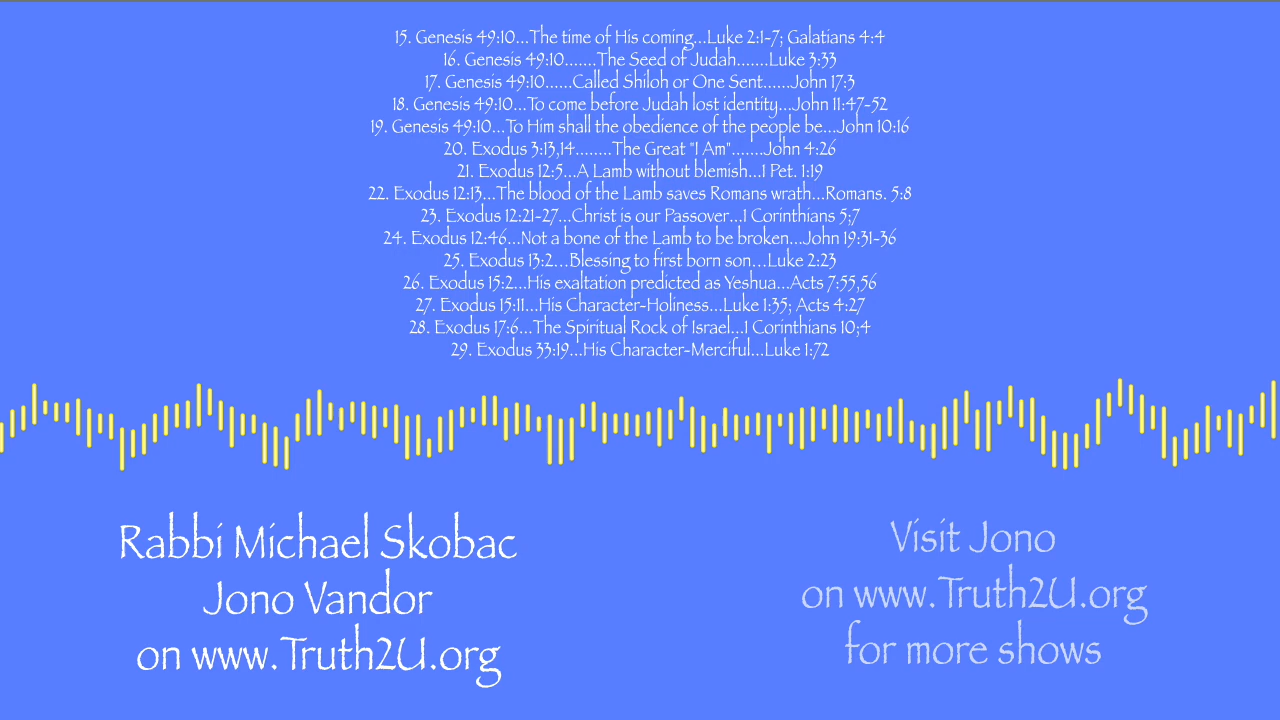 15. Genesis 49:10...The time of His coming...Luke 2:1-7; Galatians 4:4
16. Genesis 49:10.......The Seed of Judah.......Luke 3:33
17. Genesis 49:10......Called Shiloh or One Sent......John 17:3
18. Genesis 49:10...To come before Judah lost identity...John 11:47-52
19. Genesis 49:10...To Him shall the obedience of the people be...John 10:16
20. Exodus 3:13,14........The Great "I Am".......John 4:26
21. Exodus 12:5...A Lamb without blemish...1 Pet. 1:19
22. Exodus 12:13...The blood of the Lamb saves Romans wrath...Romans. 5:8
23. Exodus 12:21-27...Christ is our Passover...1 Corinthians 5;7
24. Exodus 12:46...Not a bone of the Lamb to be broken...John 19:31-36
25. Exodus 13:2...Blessing to first born son...Luke 2:23
26. Exodus 15:2...His exaltation predicted as Yeshua...Acts 7:55,56
27. Exodus 15:11...His Character-Holiness...Luke 1:35; Acts 4:27
28. Exodus 17:6...The Spiritual Rock of Israel...1 Corinthians 10;4
29. Exodus 33:19...His Character-Merciful...Luke 1:72
Rabbi Michael Skobac
Jono Vandor
on www.Truth2U.org
Visit Jono
on www.Truth2U.org
for more shows